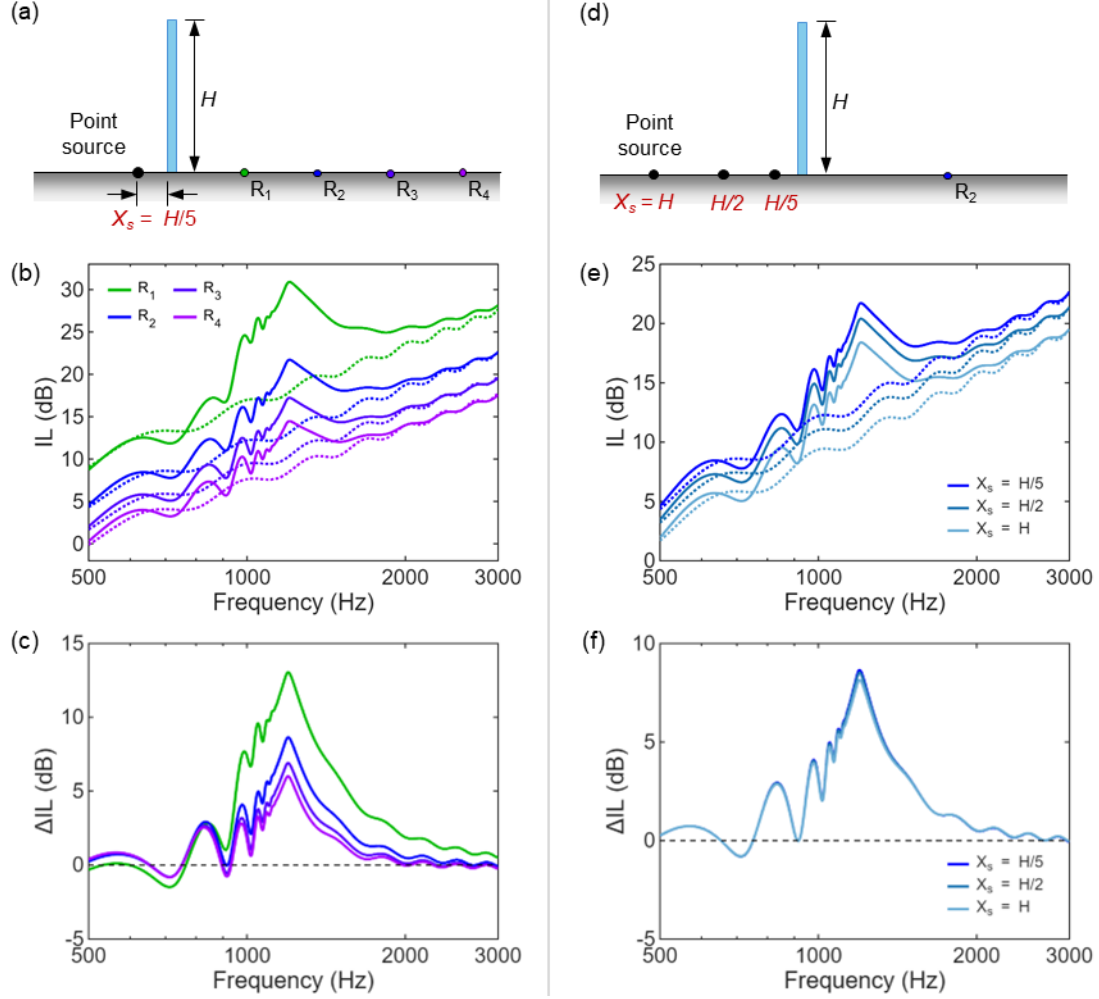 (a)
H
Point
source
R1
R2
R3
R4
Xs = H/5
(b)
R1
R3
R2
R4
30
25
20
15
10
5
0
IL (dB)
500
1000
2000
3000
Frequency (Hz)
(c)
15
10
5
0
-5
ΔIL (dB)
500
1000
2000
3000
Frequency (Hz)
(d)
H
Point
source
Xs = H
H/2
H/5
R2
(e)
25
20
15
10
5
0
IL (dB)
Xs = H/5
Xs = H/2
Xs = H
500
1000
2000
3000
Frequency (Hz)
(f)
10
5
0
-5
ΔIL (dB)
Xs = H/5
Xs = H/2
Xs = H
500
1000
2000
3000
Frequency (Hz)